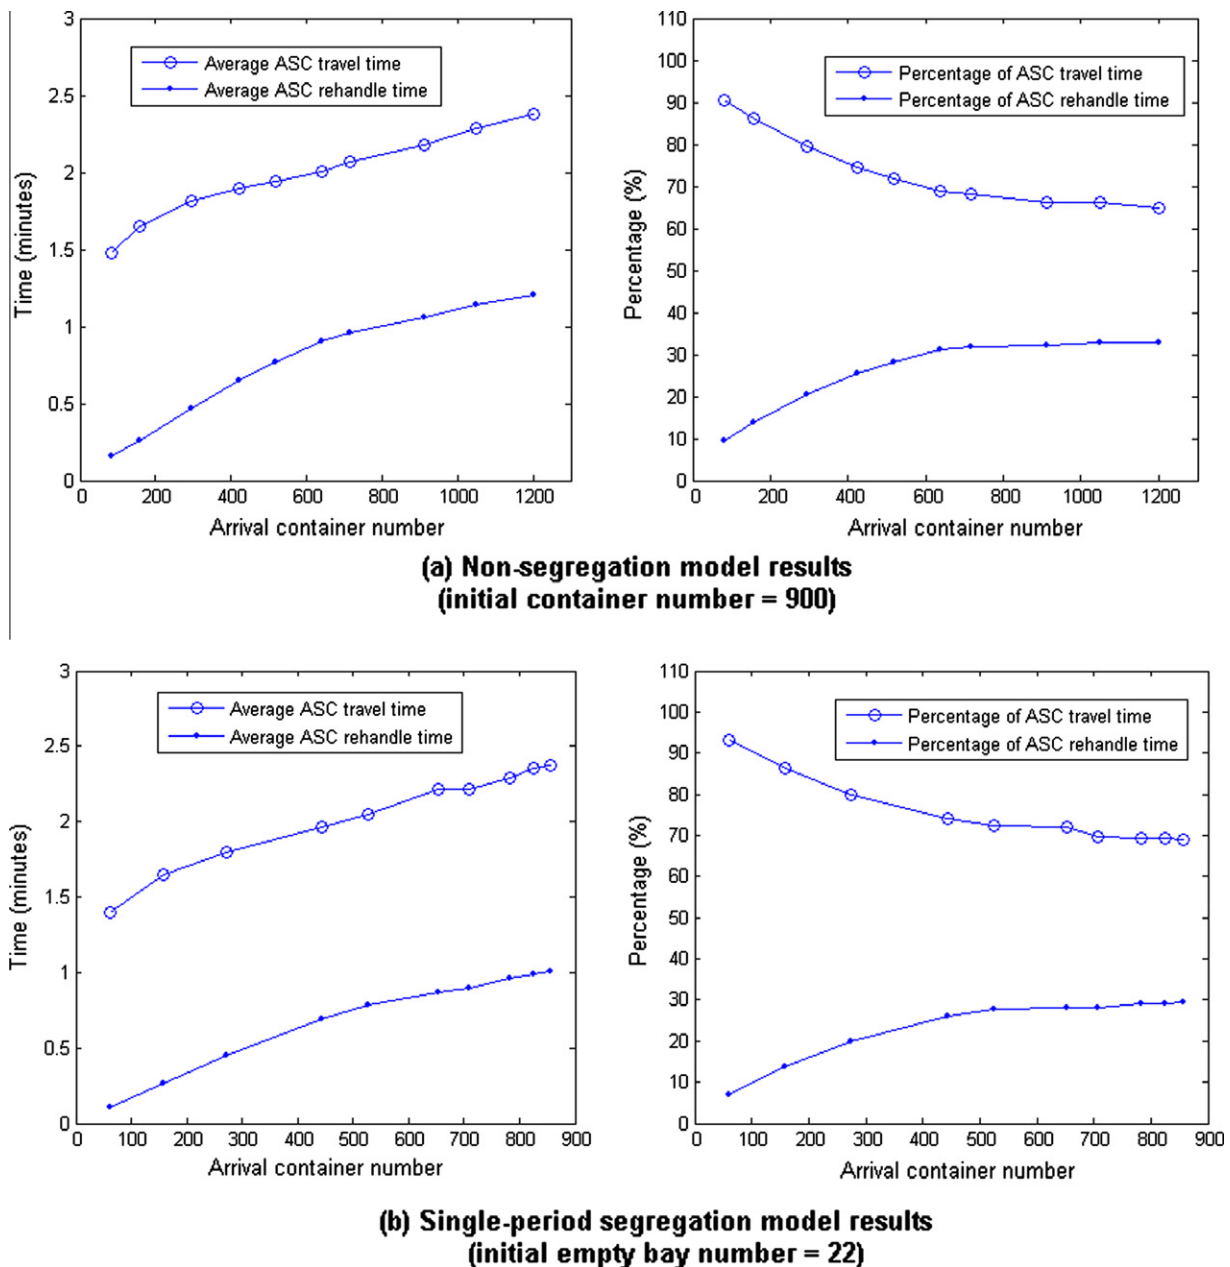 3
2.5
2
1.5
1
0.5
0
Time (minutes)
Average ASC travel time
Average ASC rehandle time
0 200 400 600 800 1000 1200
Arrival container number
110
100
90
80
70
60
50
40
30
20
10
0
Percentage (%)
Percentage of ASC travel time
Percentage of ASC rehandle time
0 200 400 600 800 1000 1200
Arrival container number
(a) Non-segregation model results
(initial container number = 900)
3
2.5
2
1.5
1
0.5
0
Time (minutes)
Average ASC travel time
Average ASC rehandle time
0 100 200 300 400 500 600 700 800 900
Arrival container number
110
100
90
80
70
60
50
40
30
20
10
0
Percentage (%)
Percentage of ASC travel time
Percentage of ASC rehandle time
0 100 200 300 400 500 600 700 800 900
Arrival container number
(b) Single-period segregation model results
(initial empty bay number = 22)